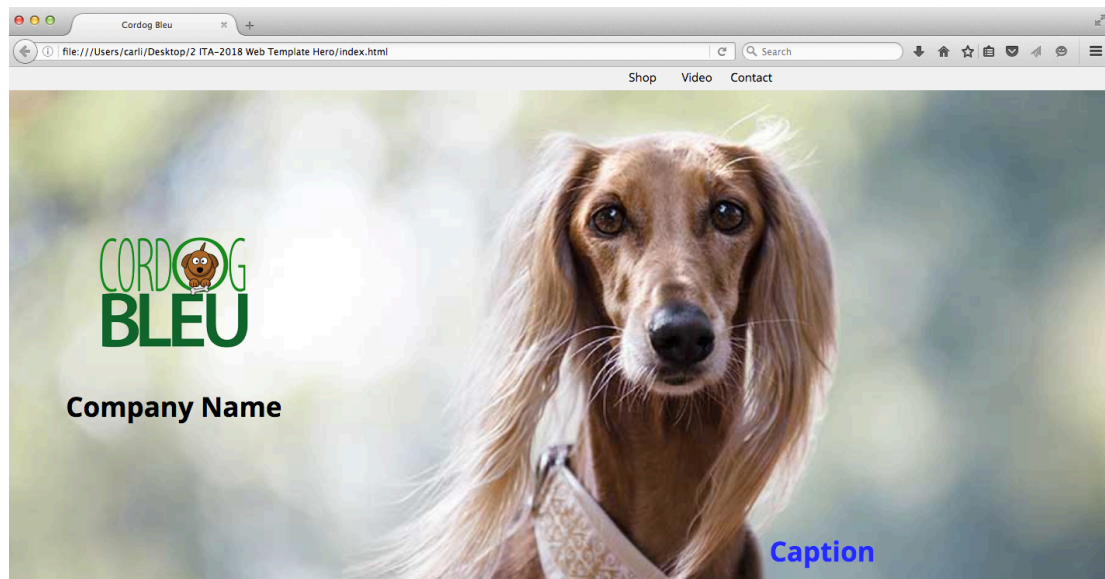 Cordog Bleu
file:///Users/carli/Desktop/2 ITA-2018 Web Template Hero/index.html
Search
Shop Video Contact
CORDOG
BLEU
Company Name
Caption